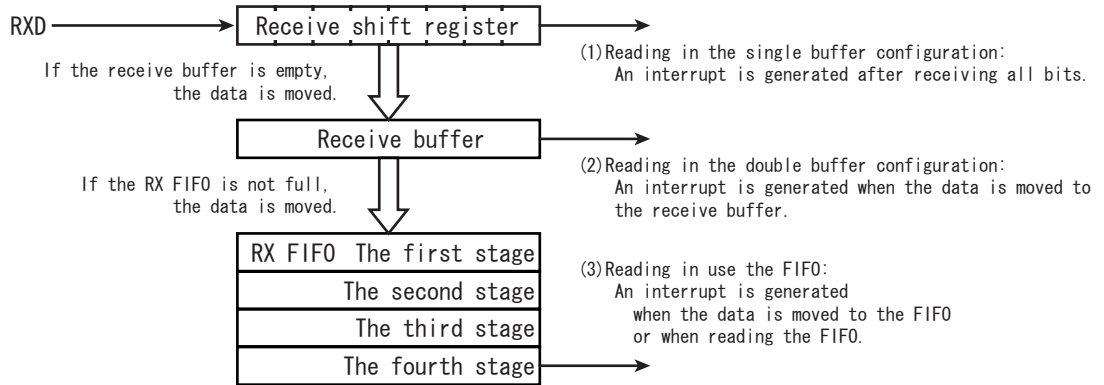 RXD
Receive shift register
(1)Reading in the single buffer configuration:
An interrupt is generated after receiving all bits.
If the receive buffer is empty,
the data is moved.
Receive buffer
(2)Reading in the double buffer configuration:
An interrupt is generated when the data is moved to
the receive buffer.
If the RX FIFO is not full,
the data is moved.
RX FIFO The first stage
The second stage
The third stage
The fourth stage
(3)Reading in use the FIFO:
An interrupt is generated
when the data is moved to the FIFO
or when reading the FIFO.